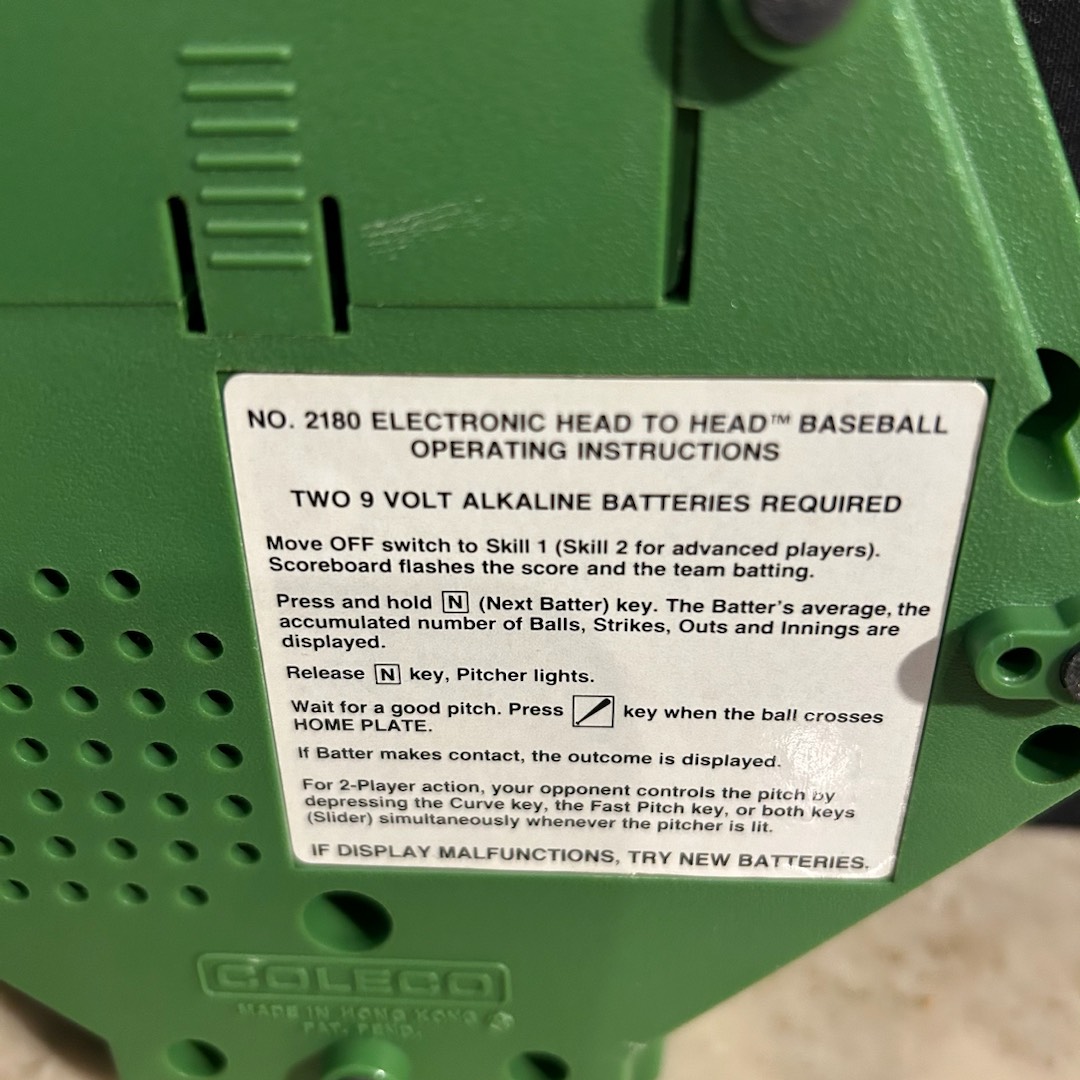 NO. 2180 ELECTRONIC HEAD TO HEAD™ BASEBALL
OPERATING INSTRUCTIONS
TWO 9 VOLT ALKALINE BATTERIES REQUIRED
Move OFF switch to Skill 1 (Skill 2 for advanced players).
Scoreboard flashes the score and the team batting.
Press and hold N (Next Batter) key. The Batter's average, the
accumulated number of Balls, Strikes, Outs and Innings are
displayed.
Release N key, Pitcher lights.
Wait for a good pitch. Press key when the ball crosses
HOME PLATE.
If Batter makes contact, the outcome is displayed.
For 2-Player action, your opponent controls the pitch by
depressing the Curve key, the Fast Pitch key, or both keys
(Slider) simultaneously whenever the pitcher is lit.
IF DISPLAY MALFUNCTIONS, TRY NEW BATTERIES.
COLECO
MADE IN HONG KONG
PAT. PEND.